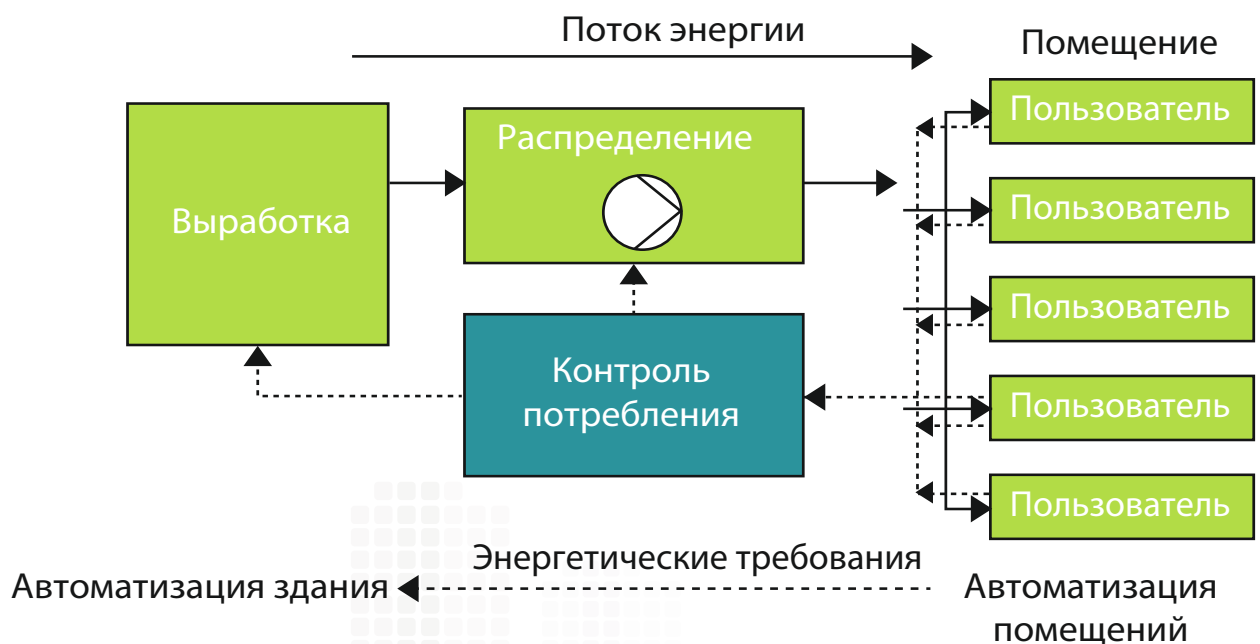 Поток энергии
Помещение
Выработка
Распределение
Контроль
потребления
Пользователь
Пользователь
Пользователь
Пользователь
Пользователь
Энергетические требования
Автоматизация здания
Автоматизация
помещений